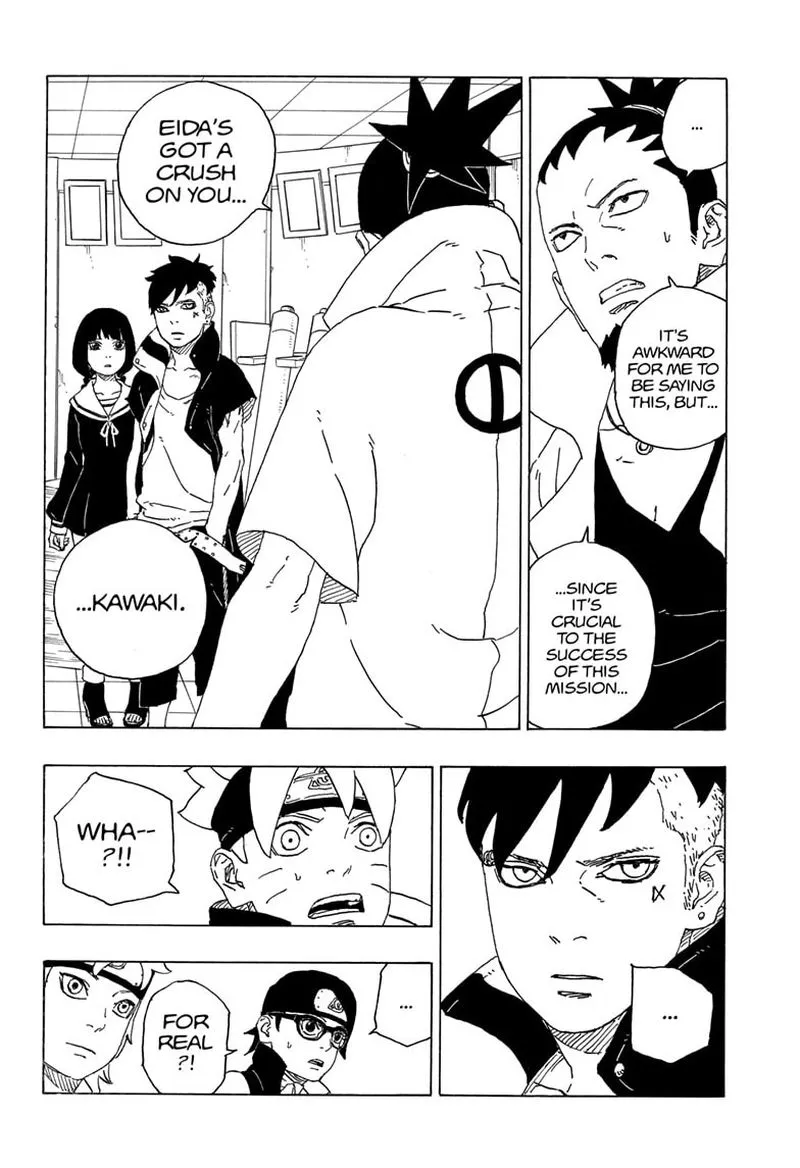 ...
IT'S
AWKWARD
FOR ME TO
BE SAYING
THIS, BUT...
...SINCE
IT'S
CRUCIAL
TO THE
SUCCESS
OF THIS
MISSION...
EIDA'S
GOT A
CRUSH
ON YOU...
...KAWAKI.
...
WHA--
?!!
...
FOR
REAL
?!